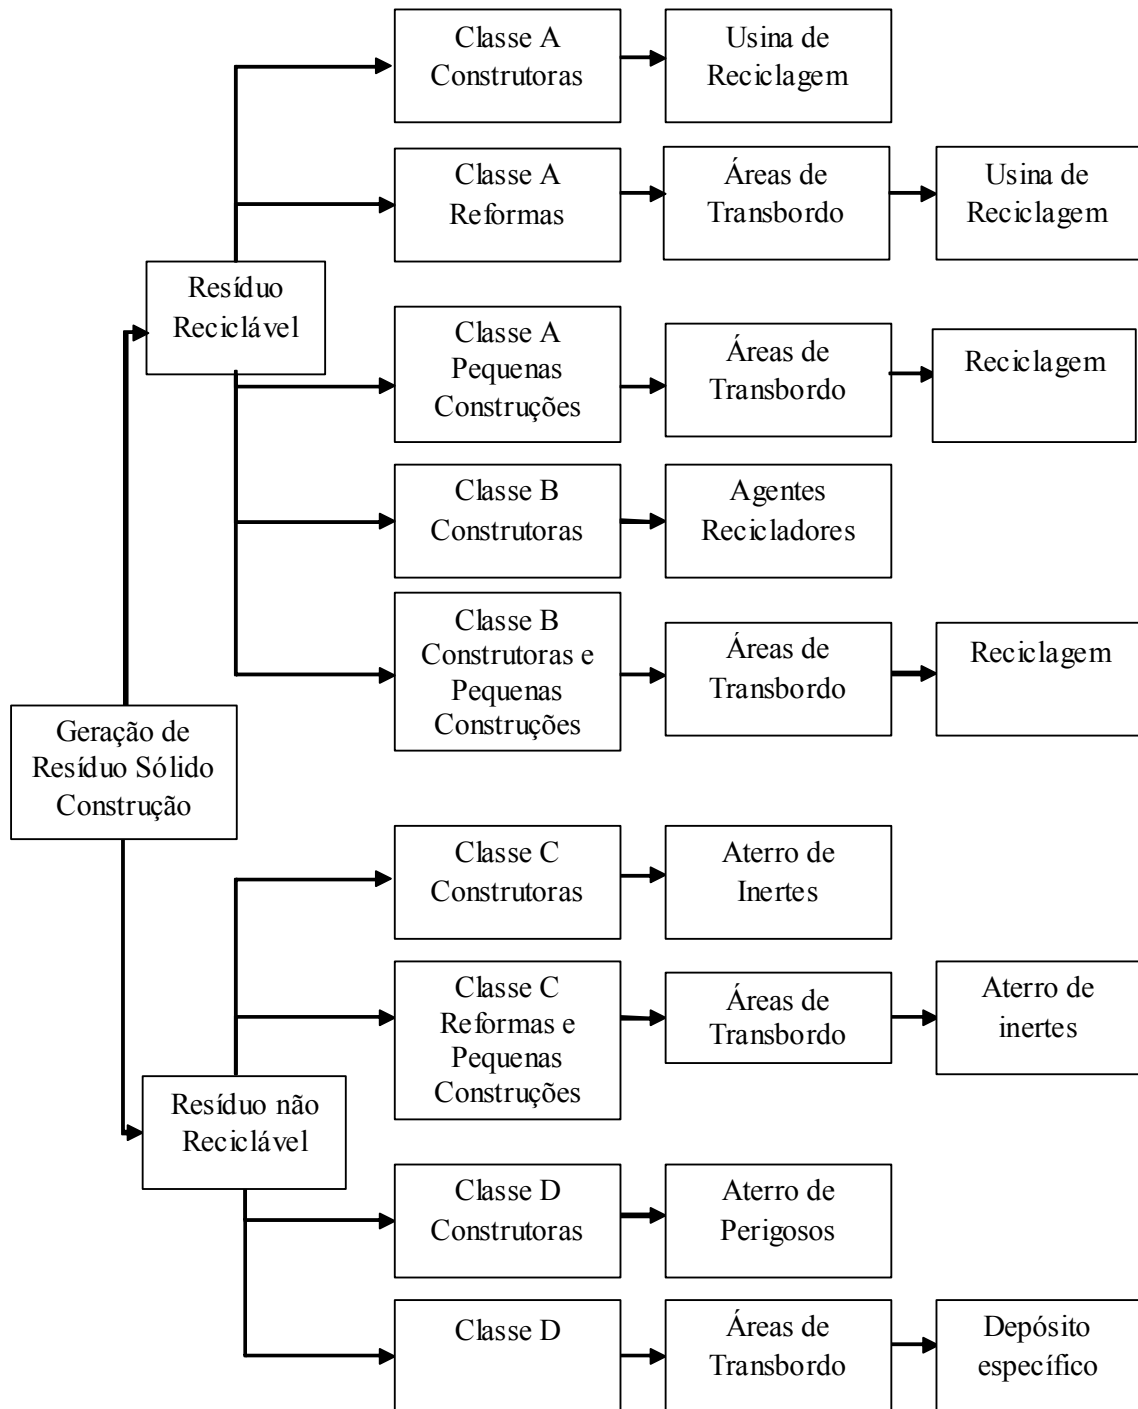 Classe A
Construtoras
Usina de
Reciclagem
Classe A
Reformas
Áreas de
Transbordo
Usina de
Reciclagem
Resíduo
Reciclável
Classe A
Pequenas
Construções
Áreas de
Transbordo
Reciclagem
Classe B
Construtoras
Agentes
Recicladores
Classe B
Construtoras e
Pequenas
Construções
Áreas de
Transbordo
Reciclagem
Geração de
Resíduo Sólido
Construção
Classe C
Construtoras
Aterro de
Inertes
Classe C
Reformas e
Pequenas
Construções
Áreas de
Transbordo
Aterro de
inertes
Resíduo não
Reciclável
Classe D
Construtoras
Aterro de
Perigosos
Classe D
Áreas de
Transbordo
Depósito
específico